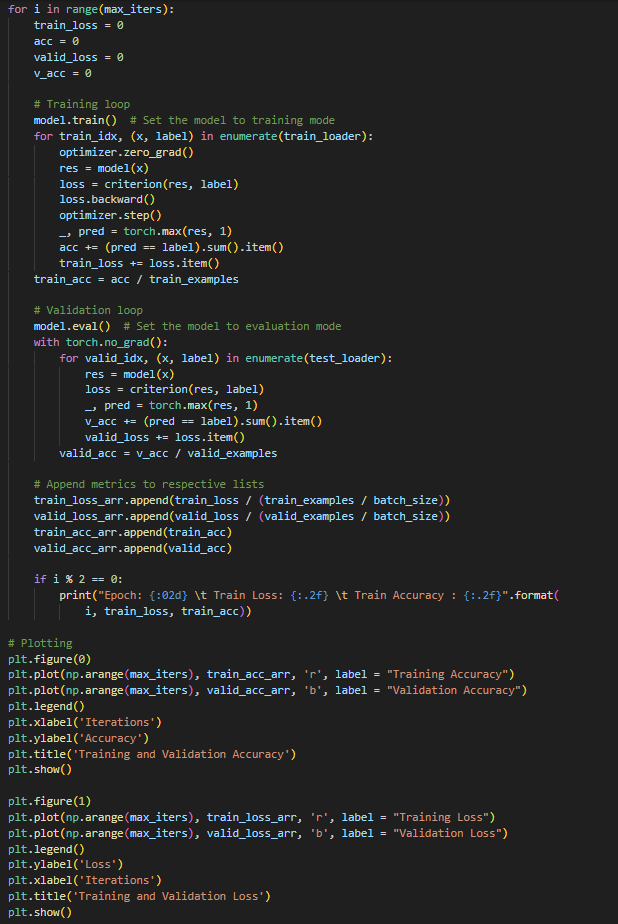 for i in range(max_iters):
    train_loss = 0
    acc = 0
    valid_loss = 0
    v_acc = 0

    # Training loop
    model.train()  # Set the model to training mode
    for train_idx, (x, label) in enumerate(train_loader):
        optimizer.zero_grad()
        res = model(x)
        loss = criterion(res, label)
        loss.backward()
        optimizer.step()
        _, pred = torch.max(res, 1)
        acc += (pred == label).sum().item()
        train_loss += loss.item()
    train_acc = acc / train_examples

    # Validation loop
    model.eval()  # Set the model to evaluation mode
    with torch.no_grad():
        for valid_idx, (x, label) in enumerate(test_loader):
            res = model(x)
            loss = criterion(res, label)
            _, pred = torch.max(res, 1)
            v_acc += (pred == label).sum().item()
            valid_loss += loss.item()
        valid_acc = v_acc / valid_examples

    # Append metrics to respective lists
    train_loss_arr.append(train_loss / (train_examples / batch_size))
    valid_loss_arr.append(valid_loss / (valid_examples / batch_size))
    train_acc_arr.append(train_acc)
    valid_acc_arr.append(valid_acc)

    if i % 2 == 0:
        print("Epoch: {:02d} \t Train Loss: {:.2f} \t Train Accuracy : {:.2f}".format(
            i, train_loss, train_acc))

# Plotting
plt.figure(0)
plt.plot(np.arange(max_iters), train_acc_arr, 'r', label = "Training Accuracy")
plt.plot(np.arange(max_iters), valid_acc_arr, 'b', label = "Validation Accuracy")
plt.legend()
plt.xlabel('Iterations')
plt.ylabel('Accuracy')
plt.title('Training and Validation Accuracy')
plt.show()

plt.figure(1)
plt.plot(np.arange(max_iters), train_loss_arr, 'r', label = "Training Loss")
plt.plot(np.arange(max_iters), valid_loss_arr, 'b', label = "Validation Loss")
plt.legend()
plt.ylabel('Loss')
plt.xlabel('Iterations')
plt.title('Training and Validation Loss')
plt.show()